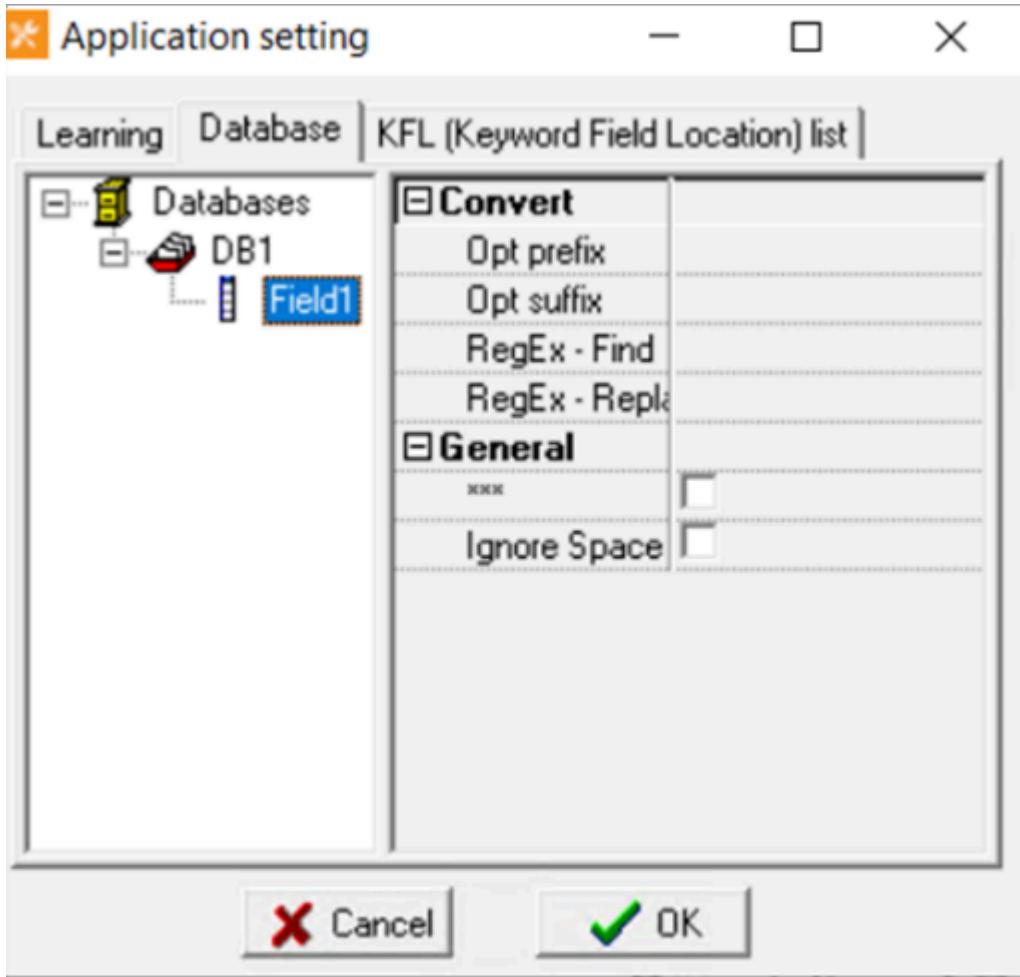 Application setting
Learning Database KFL (Keyword Field Location) list
Databases
DB1
Field1
Convert
Opt prefix
Opt suffix
RegEx - Find
RegEx - Repla
General
***
Ignore Space
Cancel OK